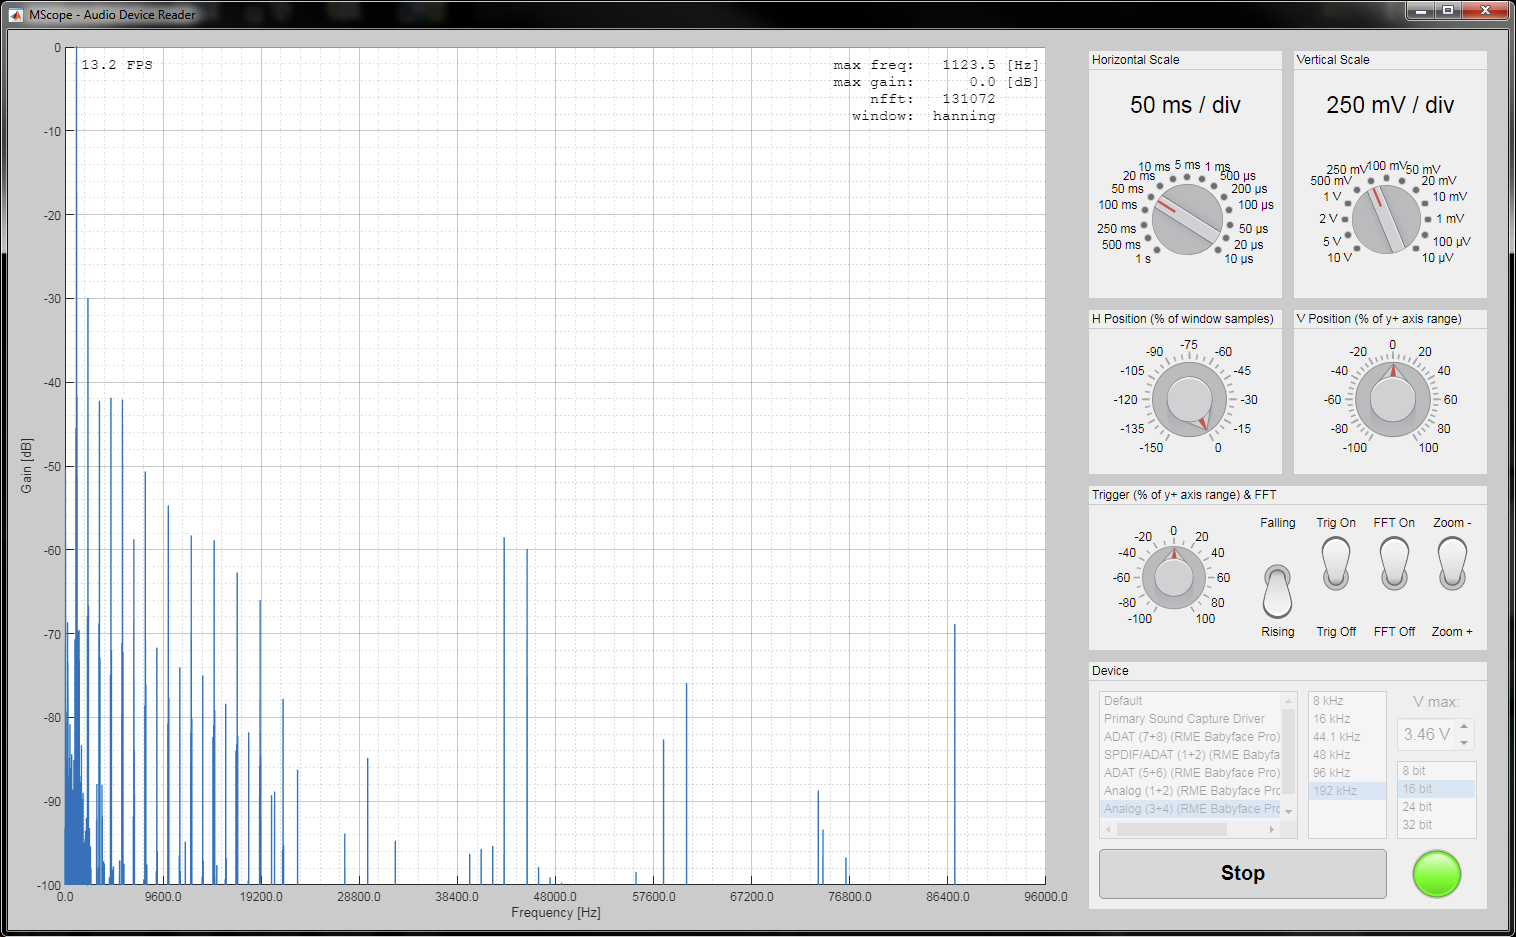 MScope - Audio Device Reader
13.2 FPS
max freq: 1123.5 [Hz]
max gain: 0.0 [dB]
nfft: 131072
window: hanning
0
-10
-20
-30
-40
-50
-60
-70
-80
-90
-100
Gain [dB]
0.0 9600.0 19200.0 28800.0 38400.0 48000.0 57600.0 67200.0 76800.0 86400.0 96000.0
Frequency [Hz]
Horizontal Scale
50 ms / div
10 ms 5 ms 1 ms
20 ms 500 µs
50 ms 200 µs
100 ms 100 µs
250 ms 50 µs
500 ms 20 µs
1 s 10 µs
Vertical Scale
250 mV / div
250 mV 100 mV 50 mV
500 mV 20 mV
1 V 10 mV
2 V 1 mV
5 V 100 µV
10 V 10 µV
H Position (% of window samples)
-75
-90 -60
-105 -45
-120 -30
-135 -15
-150 0
V Position (% of y+ axis range)
0
-20 20
-40 40
-60 60
-80 80
-100 100
Trigger (% of y+ axis range) & FFT
0
-20 20
-40 40
-60 60
-80 80
-100 100
Falling Trig On FFT On Zoom -
Rising Trig Off FFT Off Zoom +
Device
Default
Primary Sound Capture Driver
ADAT (7+8) (RME Babyface Pro)
SPDIF/ADAT (1+2) (RME Babyfa
ADAT (5+6) (RME Babyface Pro)
Analog (1+2) (RME Babyface Prc
Analog (3+4) (RME Babyface Prc
8 kHz
16 kHz
44.1 kHz
48 kHz
96 kHz
192 kHz
V max:
3.46 V
8 bit
16 bit
24 bit
32 bit
Stop